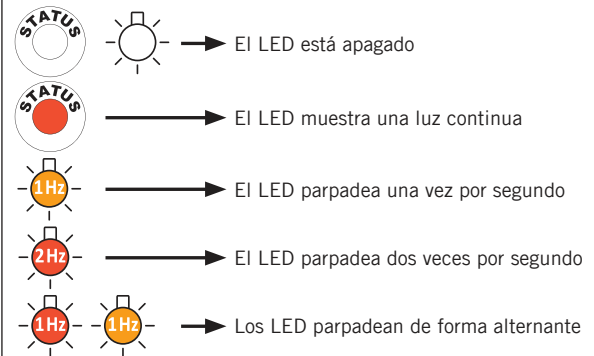 STATUS
El LED está apagado
STATUS
El LED muestra una luz continua
1Hz
El LED parpadea una vez por segundo
2Hz
El LED parpadea dos veces por segundo
1Hz 1Hz
Los LED parpadean de forma alternante